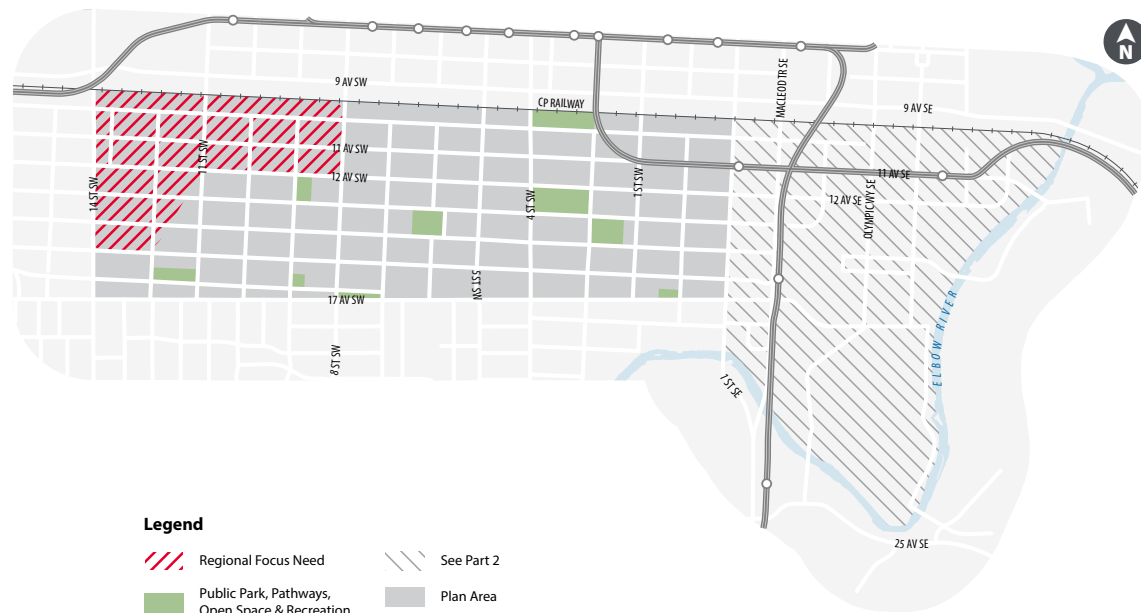 N
9 AV SW
MACLEOD TR SE
CP RAILWAY
9 AV SE
11 ST SW
11 AV SW
12 AV SW
14 ST SW
4 ST SW
1 ST SW
11 AV SE
12 AV SE
OLYMPIC WY SE
5 ST SW
17 AV SW
8 ST SW
ELBOW RIVER
1 ST SE
25 AV SE
Legend
Regional Focus Need
See Part 2
Public Park, Pathways,
Open Space & Recreation
Plan Area